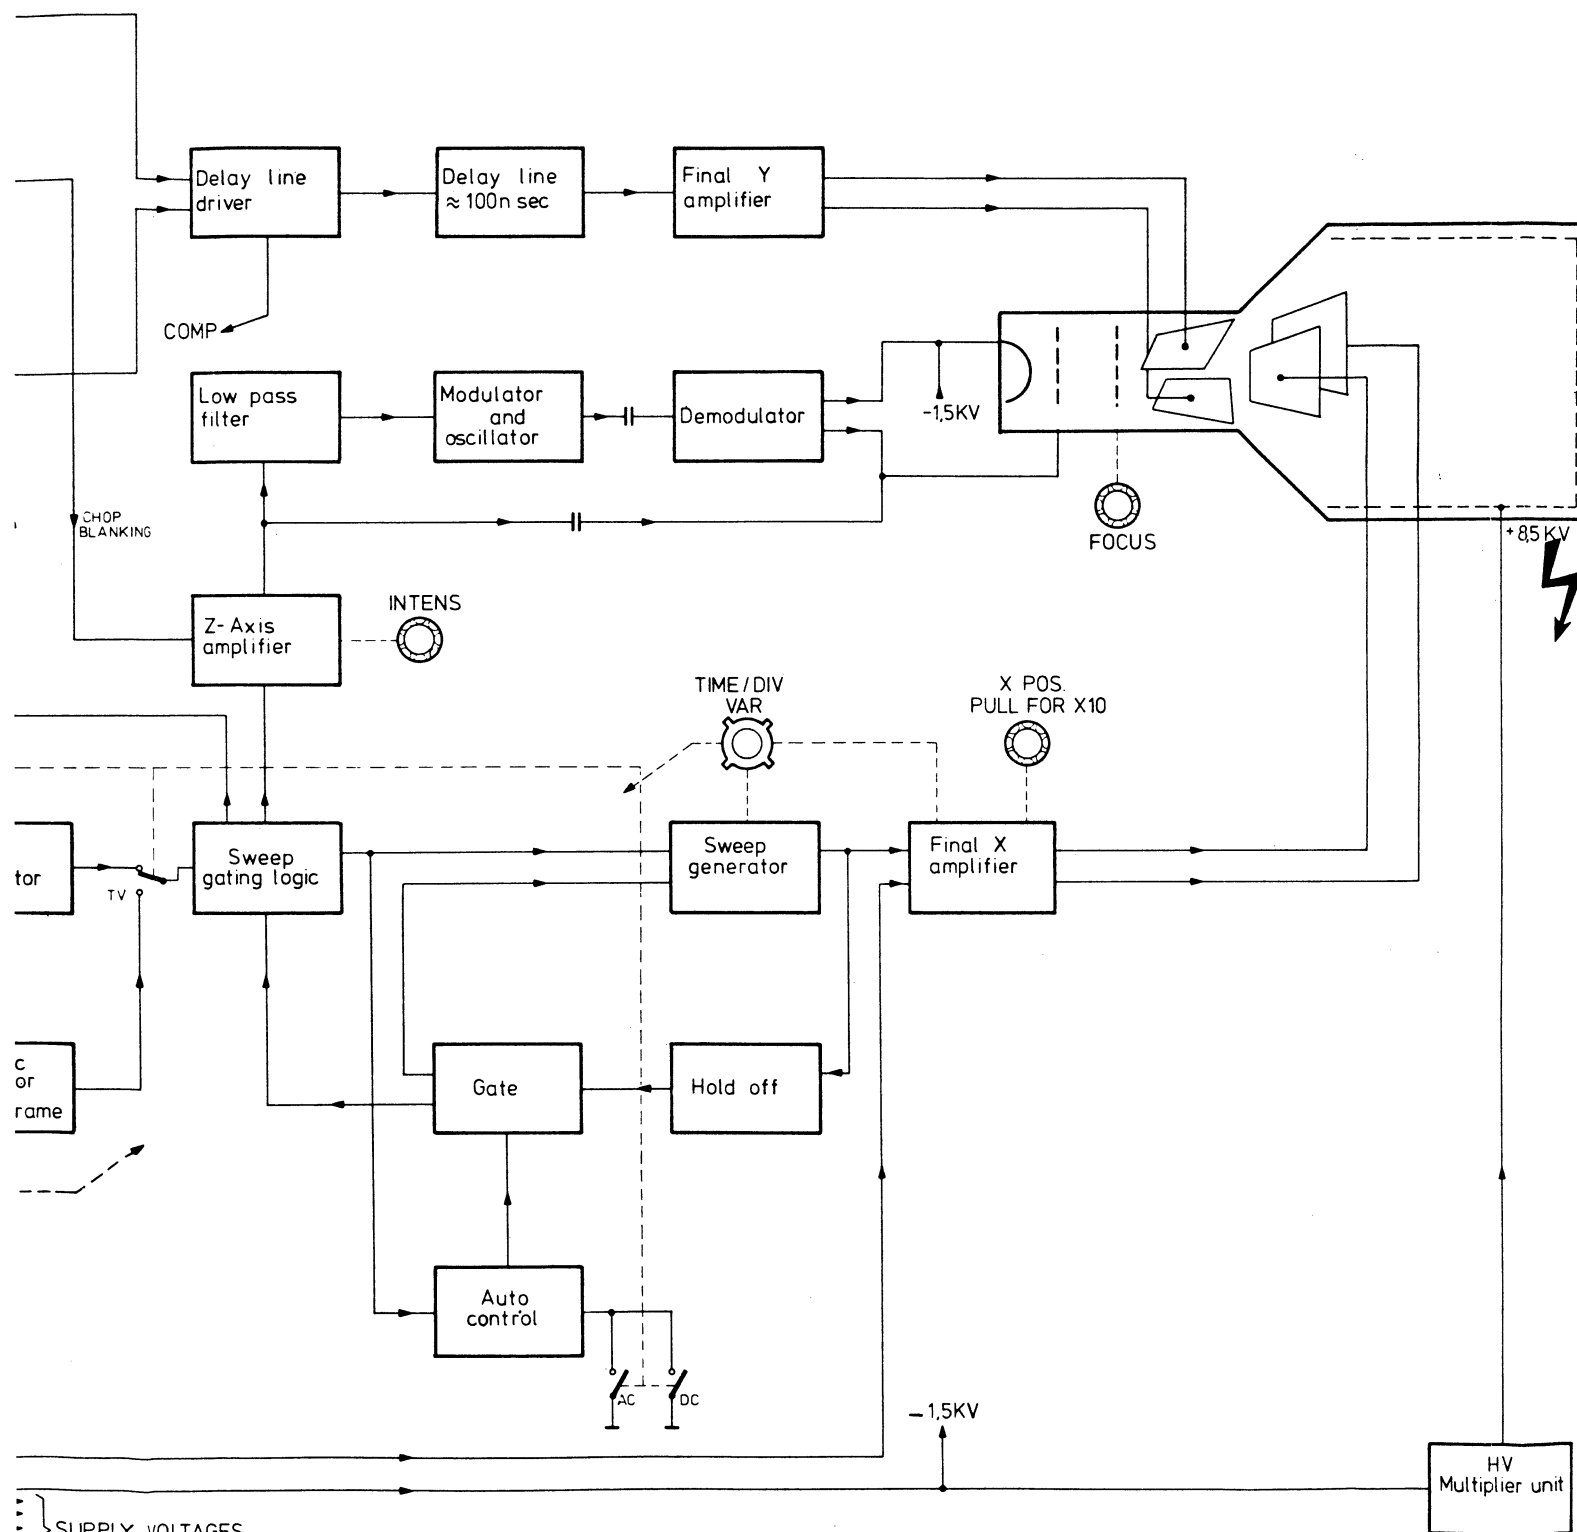 Delay line
driver
Delay line
≈ 100n sec
Final Y
amplifier
COMP
Low pass
filter
Modulator
and
oscillator
Demodulator
-1,5KV
CHOP
BLANKING
FOCUS
+8,5KV
INTENS
Z-Axis
amplifier
TIME/DIV
VAR
X POS.
PULL FOR X10
tor
TV
Sweep
gating logic
Sweep
generator
Final X
amplifier
c
or
rame
Gate
Hold off
Auto
control
AC
DC
-1,5KV
HV
Multiplier unit
SUPPLY VOLTAGES